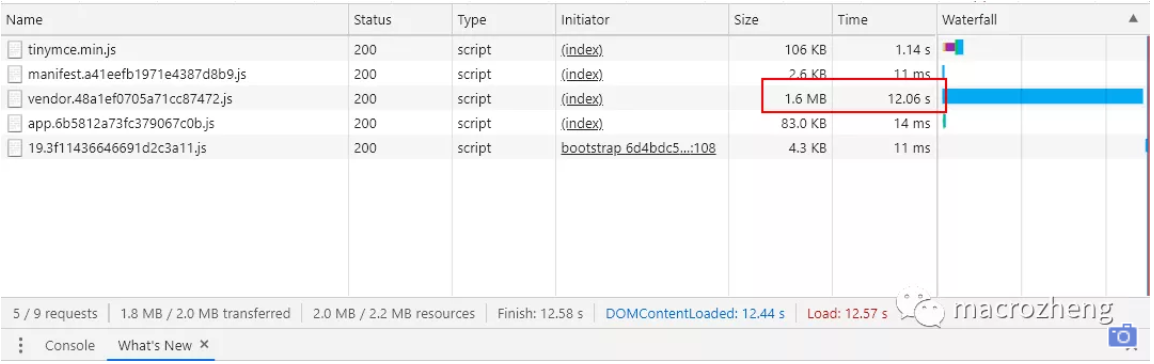 Name Status Type Initiator Size Time Waterfall
tinymce.min.js 200 script (index) 106 KB 1.14 s
manifest.a41eefb1971e4387d8b9.js 200 script (index) 2.6 KB 11 ms
vendor.48a1ef0705a71cc87472.js 200 script (index) 1.6 MB 12.06 s
app.6b5812a73fc379067c0b.js 200 script (index) 83.0 KB 14 ms
19.3f11436646691d2c3a11.js 200 script bootstrap 6d4bdc5...:108 4.3 KB 11 ms
5 / 9 requests 1.8 MB / 2.0 MB transferred 2.0 MB / 2.2 MB resources Finish: 12.58 s DOMContentLoaded: 12.44 s Load: 12.57 s
macrozheng
Console What's New ×